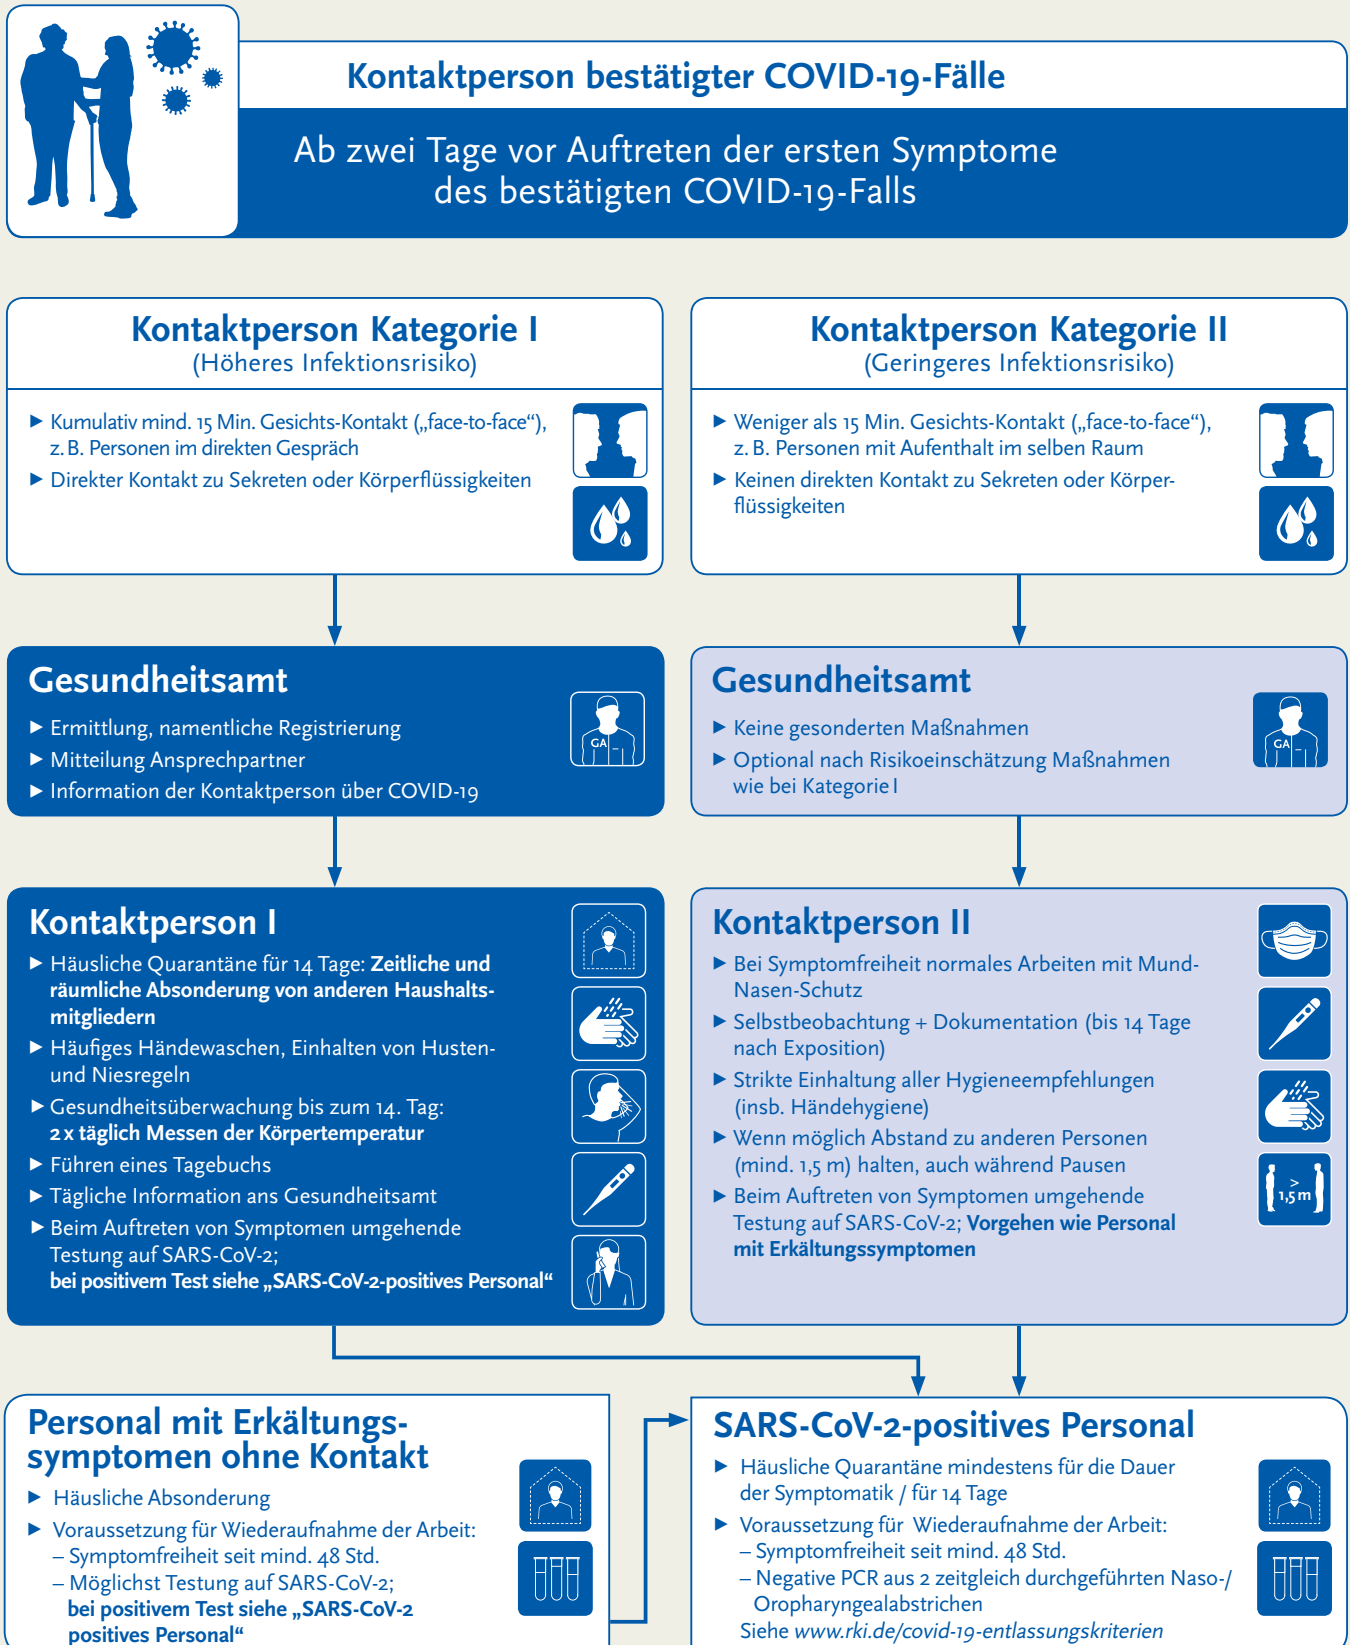 Kontaktperson bestätigter COVID-19-Fälle
Ab zwei Tage vor Auftreten der ersten Symptome
des bestätigten COVID-19-Falls
Kontaktperson Kategorie I
(Höheres Infektionsrisiko)
► Kumulativ mind. 15 Min. Gesichts-Kontakt („face-to-face“),
z. B. Personen im direkten Gespräch
► Direkter Kontakt zu Sekreten oder Körperflüssigkeiten
Kontaktperson Kategorie II
(Geringeres Infektionsrisiko)
► Weniger als 15 Min. Gesichts-Kontakt („face-to-face“),
z. B. Personen mit Aufenthalt im selben Raum
► Keinen direkten Kontakt zu Sekreten oder Körper-
flüssigkeiten
Gesundheitsamt
► Ermittlung, namentliche Registrierung
► Mitteilung Ansprechpartner
► Information der Kontaktperson über COVID-19
GA
Gesundheitsamt
► Keine gesonderten Maßnahmen
► Optional nach Risikoeinschätzung Maßnahmen
wie bei Kategorie I
GA
Kontaktperson I
► Häusliche Quarantäne für 14 Tage: Zeitliche und
räumliche Absonderung von anderen Haushalts-
mitgliedern
► Häufiges Händewaschen, Einhalten von Husten-
und Niesregeln
► Gesundheitsüberwachung bis zum 14. Tag:
2 x täglich Messen der Körpertemperatur
► Führen eines Tagebuchs
► Tägliche Information ans Gesundheitsamt
► Beim Auftreten von Symptomen umgehende
Testung auf SARS-CoV-2;
bei positivem Test siehe „SARS-CoV-2-positives Personal“
Kontaktperson II
► Bei Symptomfreiheit normales Arbeiten mit Mund-
Nasen-Schutz
► Selbstbeobachtung + Dokumentation (bis 14 Tage
nach Exposition)
► Strikte Einhaltung aller Hygieneempfehlungen
(insb. Händehygiene)
► Wenn möglich Abstand zu anderen Personen
(mind. 1,5 m) halten, auch während Pausen
► Beim Auftreten von Symptomen umgehende
Testung auf SARS-CoV-2; Vorgehen wie Personal
mit Erkältungssymptomen
>
1,5 m
Personal mit Erkältungs-
symptomen ohne Kontakt
► Häusliche Absonderung
► Voraussetzung für Wiederaufnahme der Arbeit:
– Symptomfreiheit seit mind. 48 Std.
– Möglichst Testung auf SARS-CoV-2;
bei positivem Test siehe „SARS-CoV-2
positives Personal“
SARS-CoV-2-positives Personal
► Häusliche Quarantäne mindestens für die Dauer
der Symptomatik / für 14 Tage
► Voraussetzung für Wiederaufnahme der Arbeit:
– Symptomfreiheit seit mind. 48 Std.
– Negative PCR aus 2 zeitgleich durchgeführten Naso-/
Oropharyngealabstrichen
Siehe www.rki.de/covid-19-entlassungskriterien